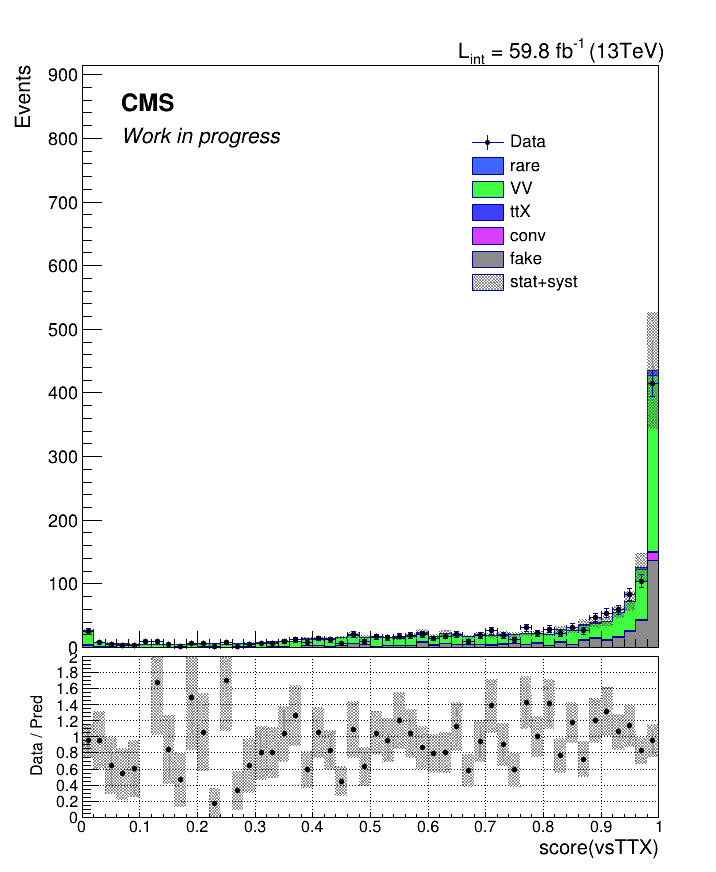 L_int = 59.8 fb^-1 (13TeV)
Events
900
800
700
600
500
400
300
200
100
0
CMS
Work in progress
Data
rare
VV
ttX
conv
fake
stat+syst
Data / Pred
2
1.8
1.6
1.4
1.2
1
0.8
0.6
0.4
0.2
0
0 0.1 0.2 0.3 0.4 0.5 0.6 0.7 0.8 0.9 1
score(vsTTX)